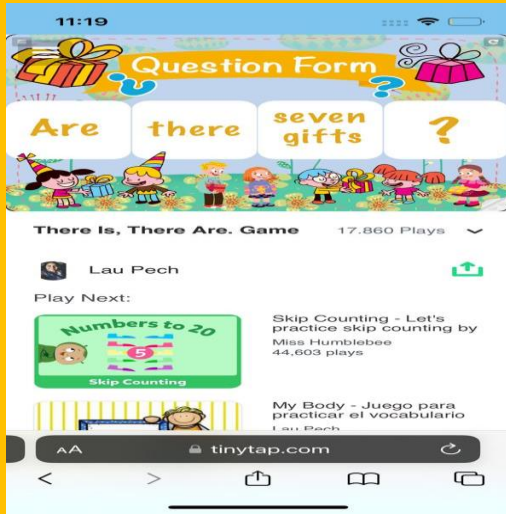 11:19
Question Form
Are there seven gifts ?
There Is, There Are. Game 17.860 Plays
Lau Pech
Play Next:
Numbers to 20
5
Skip Counting
Skip Counting - Let's
practice skip counting by
Miss Humblebee
44,603 plays
My Body - Juego para
practicar el vocabulario
Lau Pech
AA tinytap.com